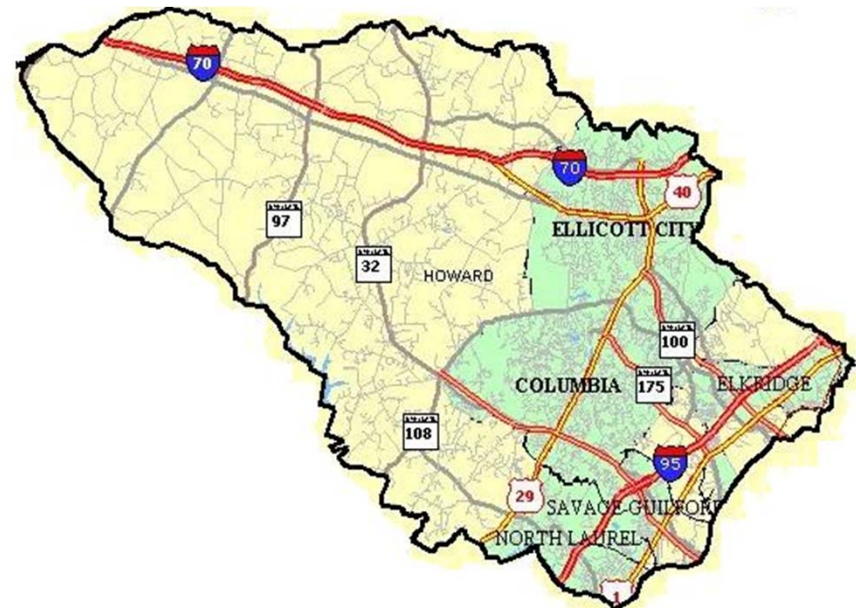 70
70
40
ELLICOTT CITY
97
32
HOWARD
100
COLUMBIA
175
ELKRIDGE
108
95
29
SAVAGE-GUILFORD
NORTH LAUREL
1